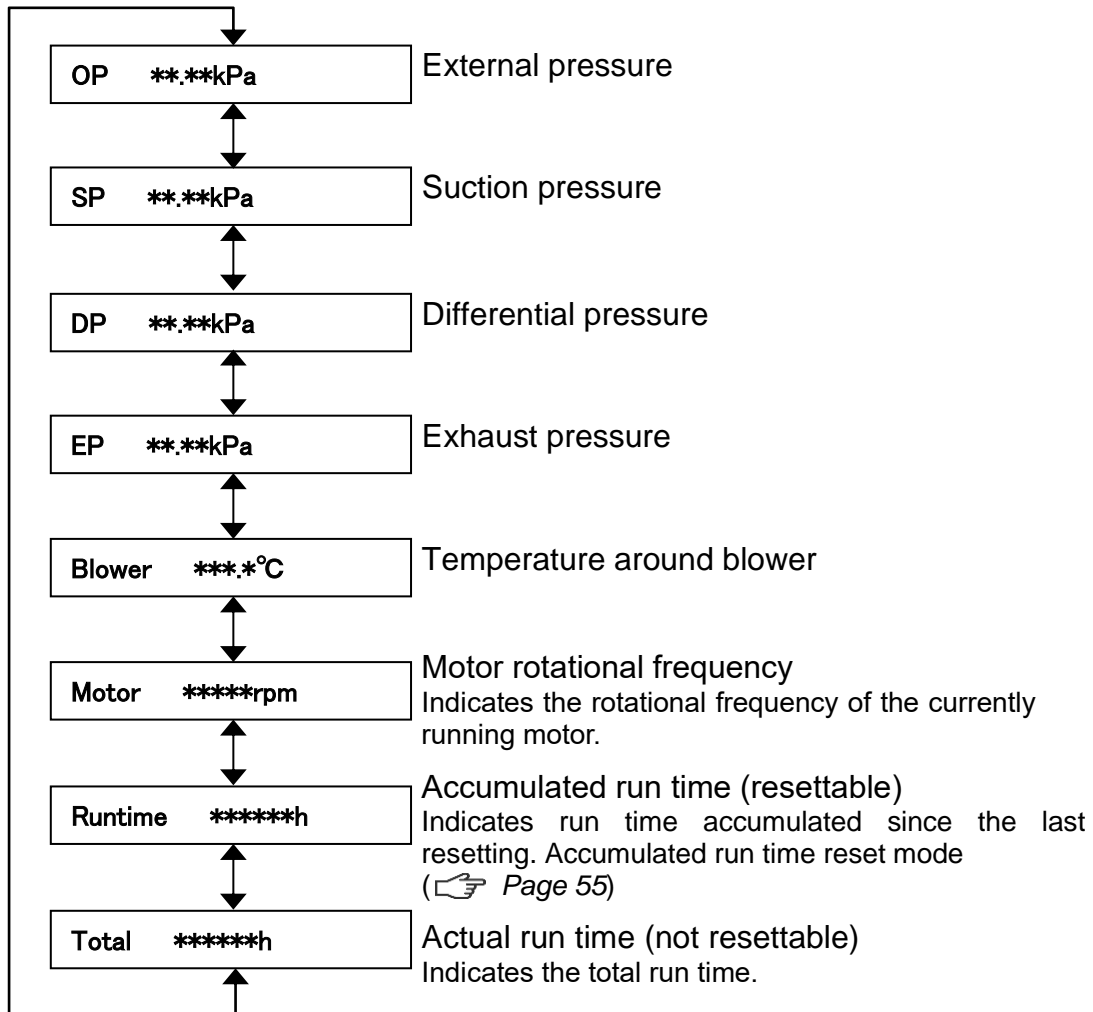 OP **.**kPa
External pressure
SP **.**kPa
Suction pressure
DP **.**kPa
Differential pressure
EP **.**kPa
Exhaust pressure
Blower ***.*℃
Temperature around blower
Motor *****rpm
Motor rotational frequency
Indicates the rotational frequency of the currently
running motor.
Runtime ******h
Accumulated run time (resettable)
Indicates run time accumulated since the last
resetting. Accumulated run time reset mode
(☞ Page 55)
Total ******h
Actual run time (not resettable)
Indicates the total run time.